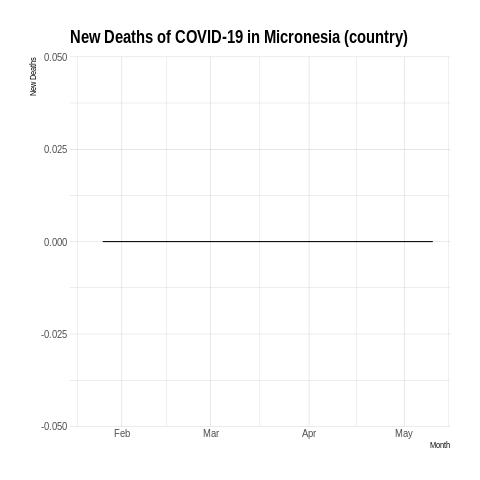 New Deaths of COVID-19 in Micronesia (country)
New Deaths
0.050
0.025
0.000
-0.025
-0.050
Feb Mar Apr May
Month